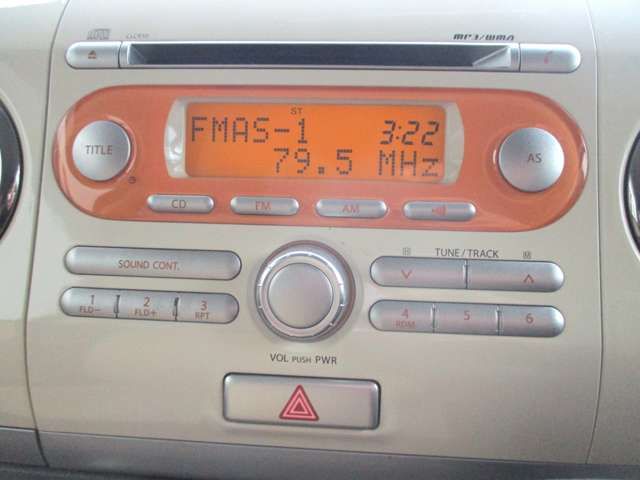 MP3/WMA
ST
FMAS-1 3:22
79.5 MHz
TITLE
AS
CD
FM
AM
SOUND CONT.
TUNE/TRACK
1
FLD-
2
FLD+
3
RPT
4
RDM
5
6
VOL PUSH PWR